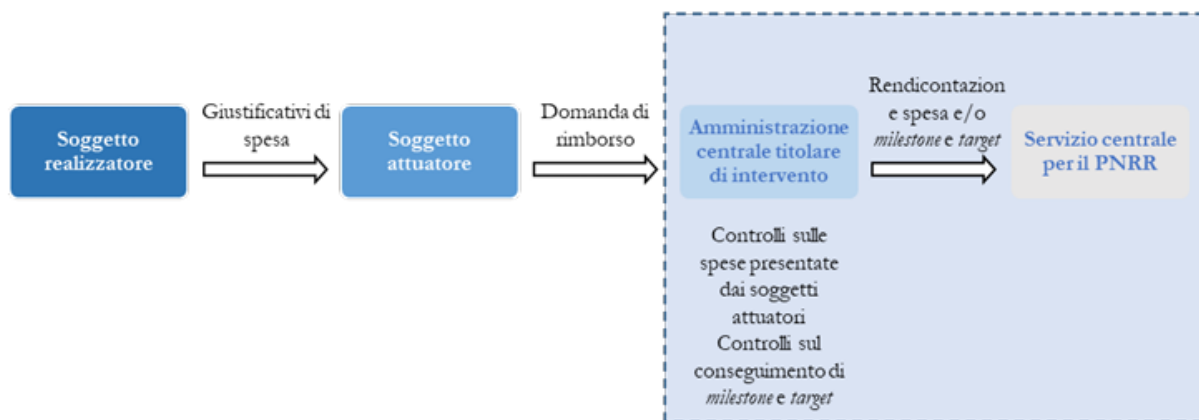 Soggetto
realizzatore
Giustificativi di
spesa
Soggetto
attuatore
Domanda di
rimborso
Amministrazione
centrale titolare
di intervento
Rendicontazion
e spesa e/o
milestone e target
Servizio centrale
per il PNRR
Controlli sulle
spese presentate
dai soggetti
attuatori
Controlli sul
conseguimento di
milestone e target